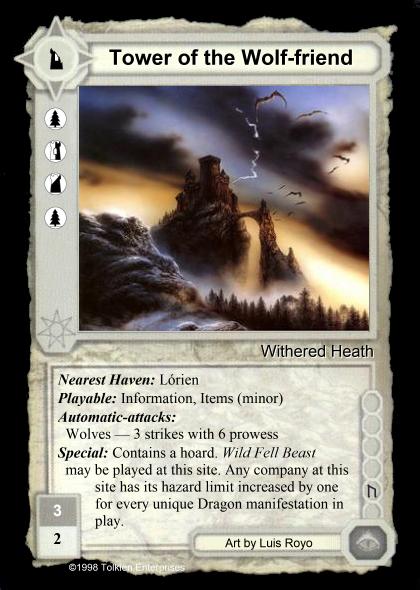 Tower of the Wolf-friend
Withered Heath
Nearest Haven: Lórien
Playable: Information, Items (minor)
Automatic-attacks:
Wolves — 3 strikes with 6 prowess
Special: Contains a hoard. Wild Fell Beast
may be played at this site. Any company at this
site has its hazard limit increased by one
for every unique Dragon manifestation in
play.
3
2
Art by Luis Royo
©1998 Tolkien Enterprises